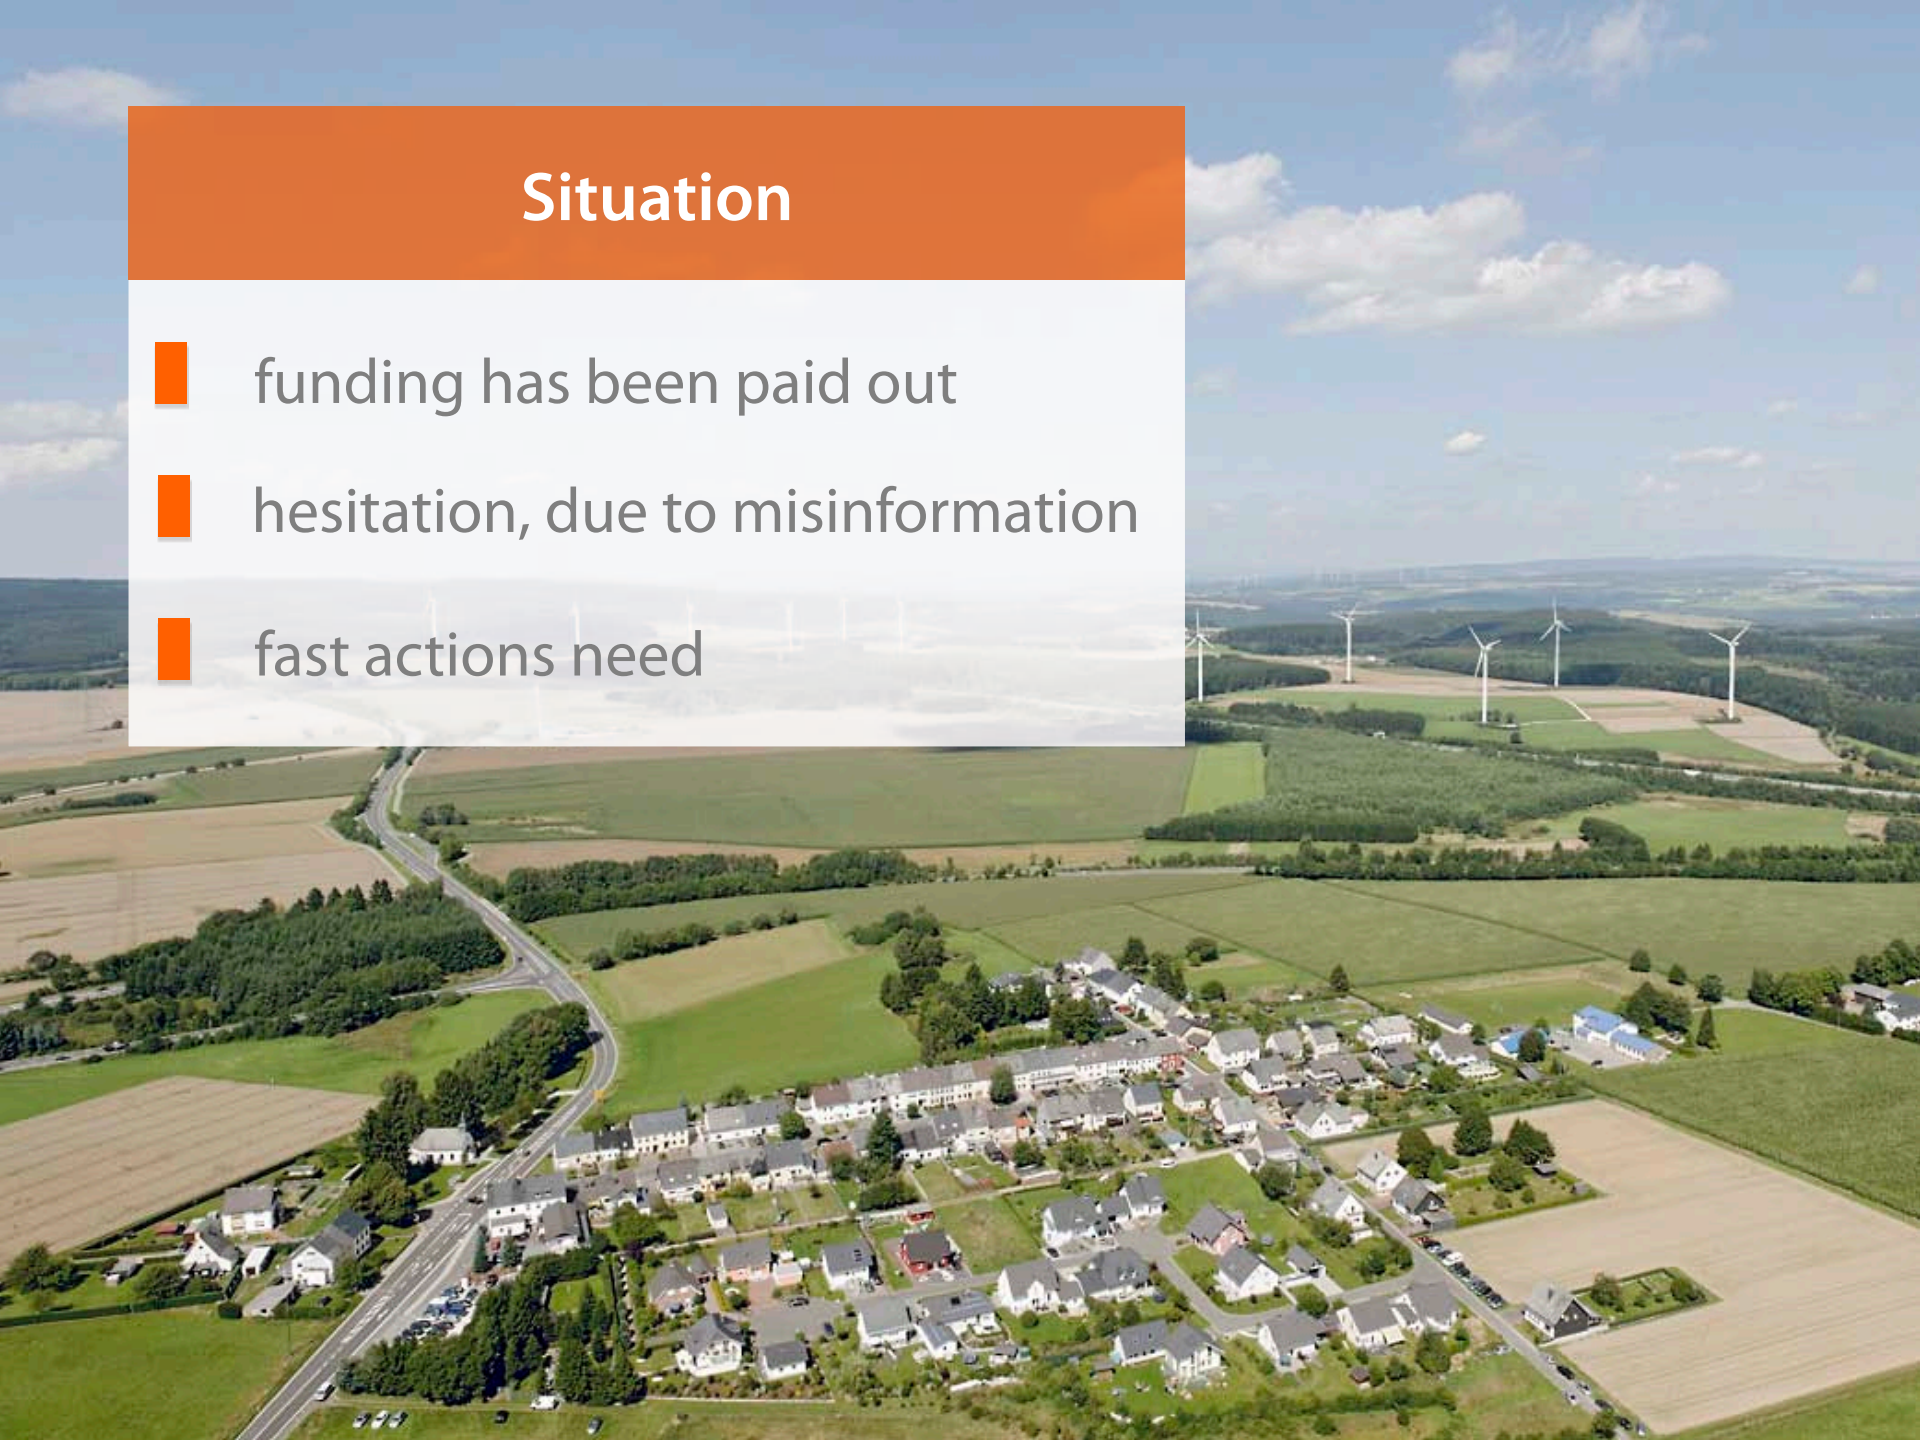 Situation
funding has been paid out
hesitation, due to misinformation
fast actions need